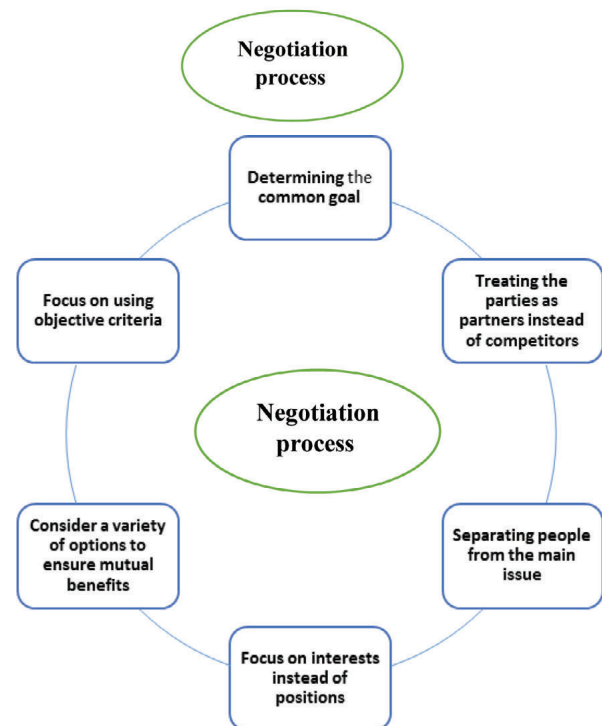 Negotiation
process
Determining the
common goal
Treating the
parties as
partners instead
of competitors
Separating people
from the main
issue
Focus on interests
instead of
positions
Consider a variety
of options to
ensure mutual
benefits
Focus on using
objective criteria
Negotiation
process